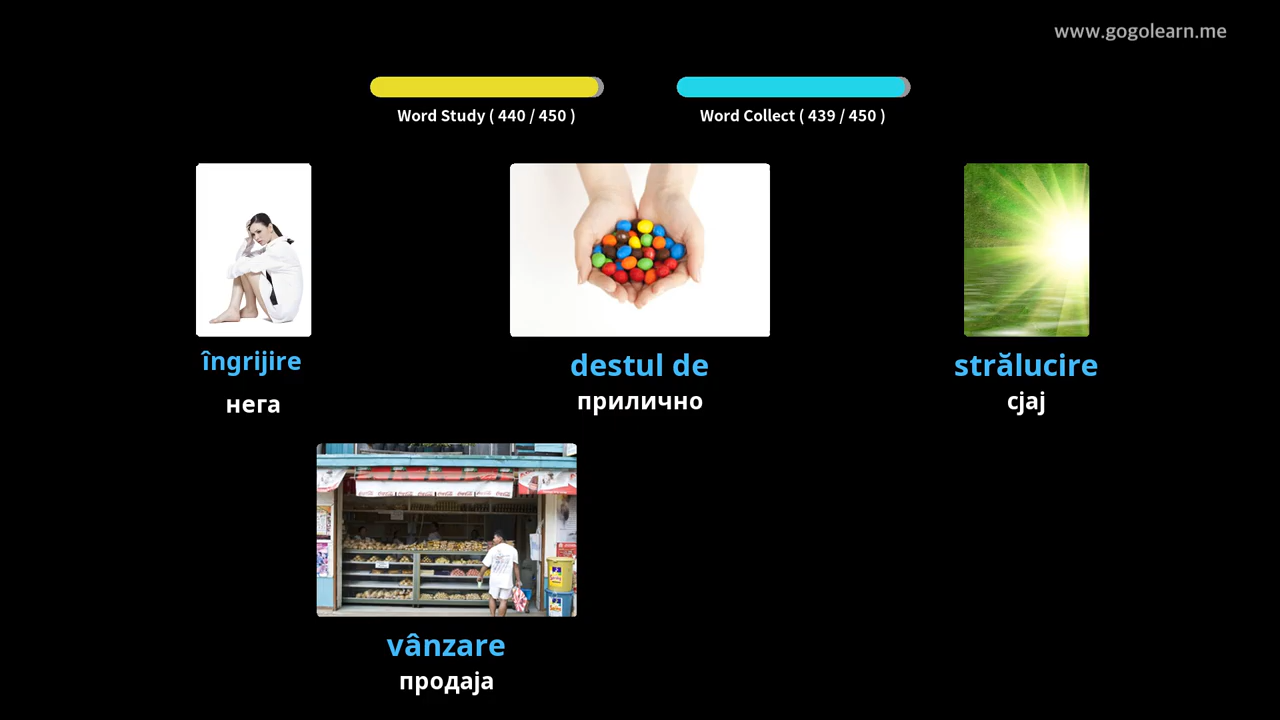 www.gogolearn.me
Word Study ( 440 / 450 )
Word Collect ( 439 / 450 )
îngrijire
нега
destul de
прилично
strălucire
сјај
vânzare
продаја